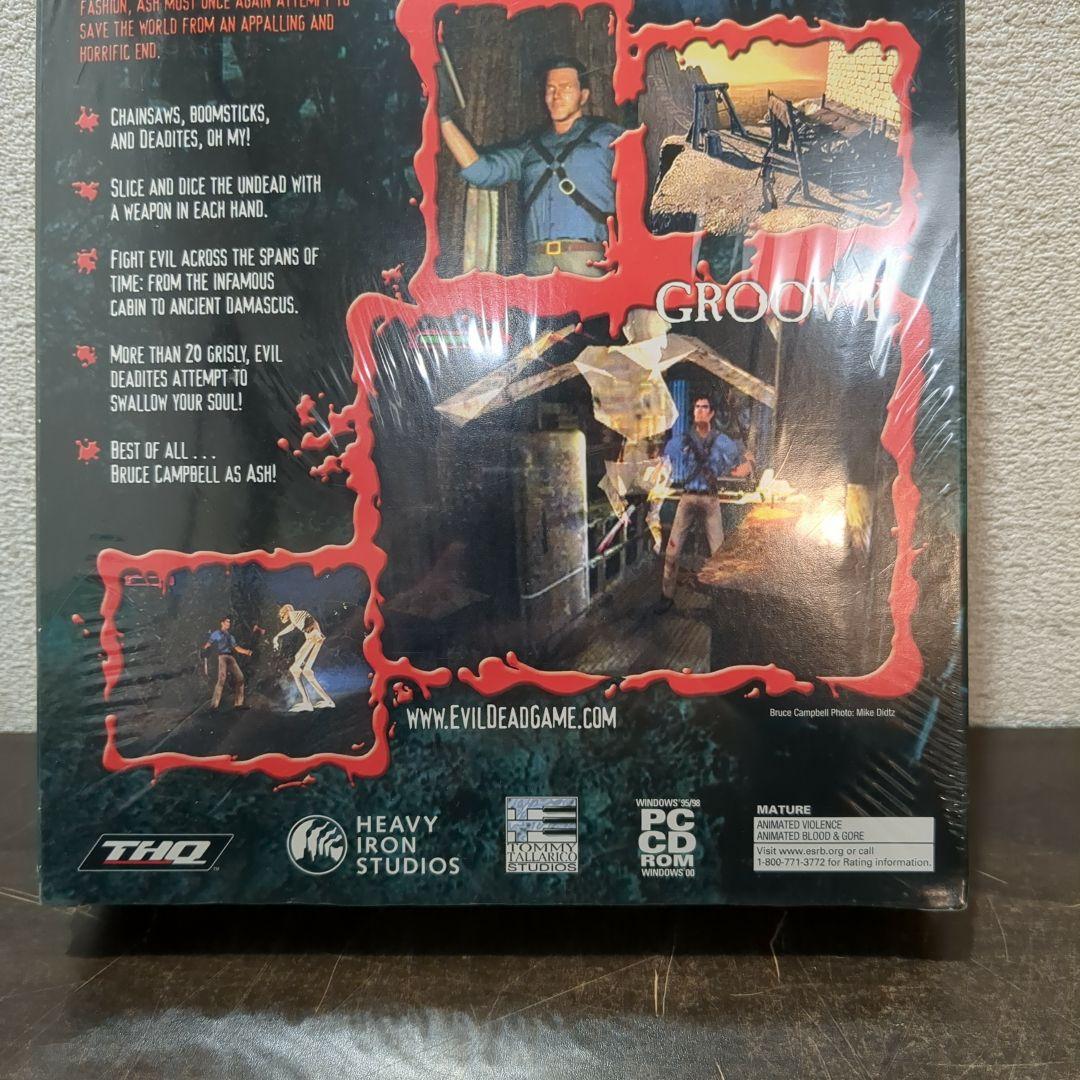 FASHION, ASH MUST ONCE AGAIN ATTEMPT TO
SAVE THE WORLD FROM AN APPALLING AND
HORRIFIC END.
CHAINSAWS, BOOMSTICKS,
AND DEADITES, OH MY!
SLICE AND DICE THE UNDEAD WITH
A WEAPON IN EACH HAND.
FIGHT EVIL ACROSS THE SPANS OF
TIME: FROM THE INFAMOUS
CABIN TO ANCIENT DAMASCUS.
MORE THAN 20 GRISLY, EVIL
DEADITES ATTEMPT TO
SWALLOW YOUR SOUL!
BEST OF ALL . . .
BRUCE CAMPBELL AS ASH!
GROOVY
WWW.EVILDEADGAME.COM
Bruce Campbell Photo: Mike Didtz
THQ™
HEAVY
IRON
STUDIOS
TOMMY
TALLARICO
STUDIOS
WINDOWS '95/98
PC
CD
ROM
WINDOWS '00
MATURE
ANIMATED VIOLENCE
ANIMATED BLOOD & GORE
Visit www.esrb.org or call
1-800-771-3772 for Rating information.